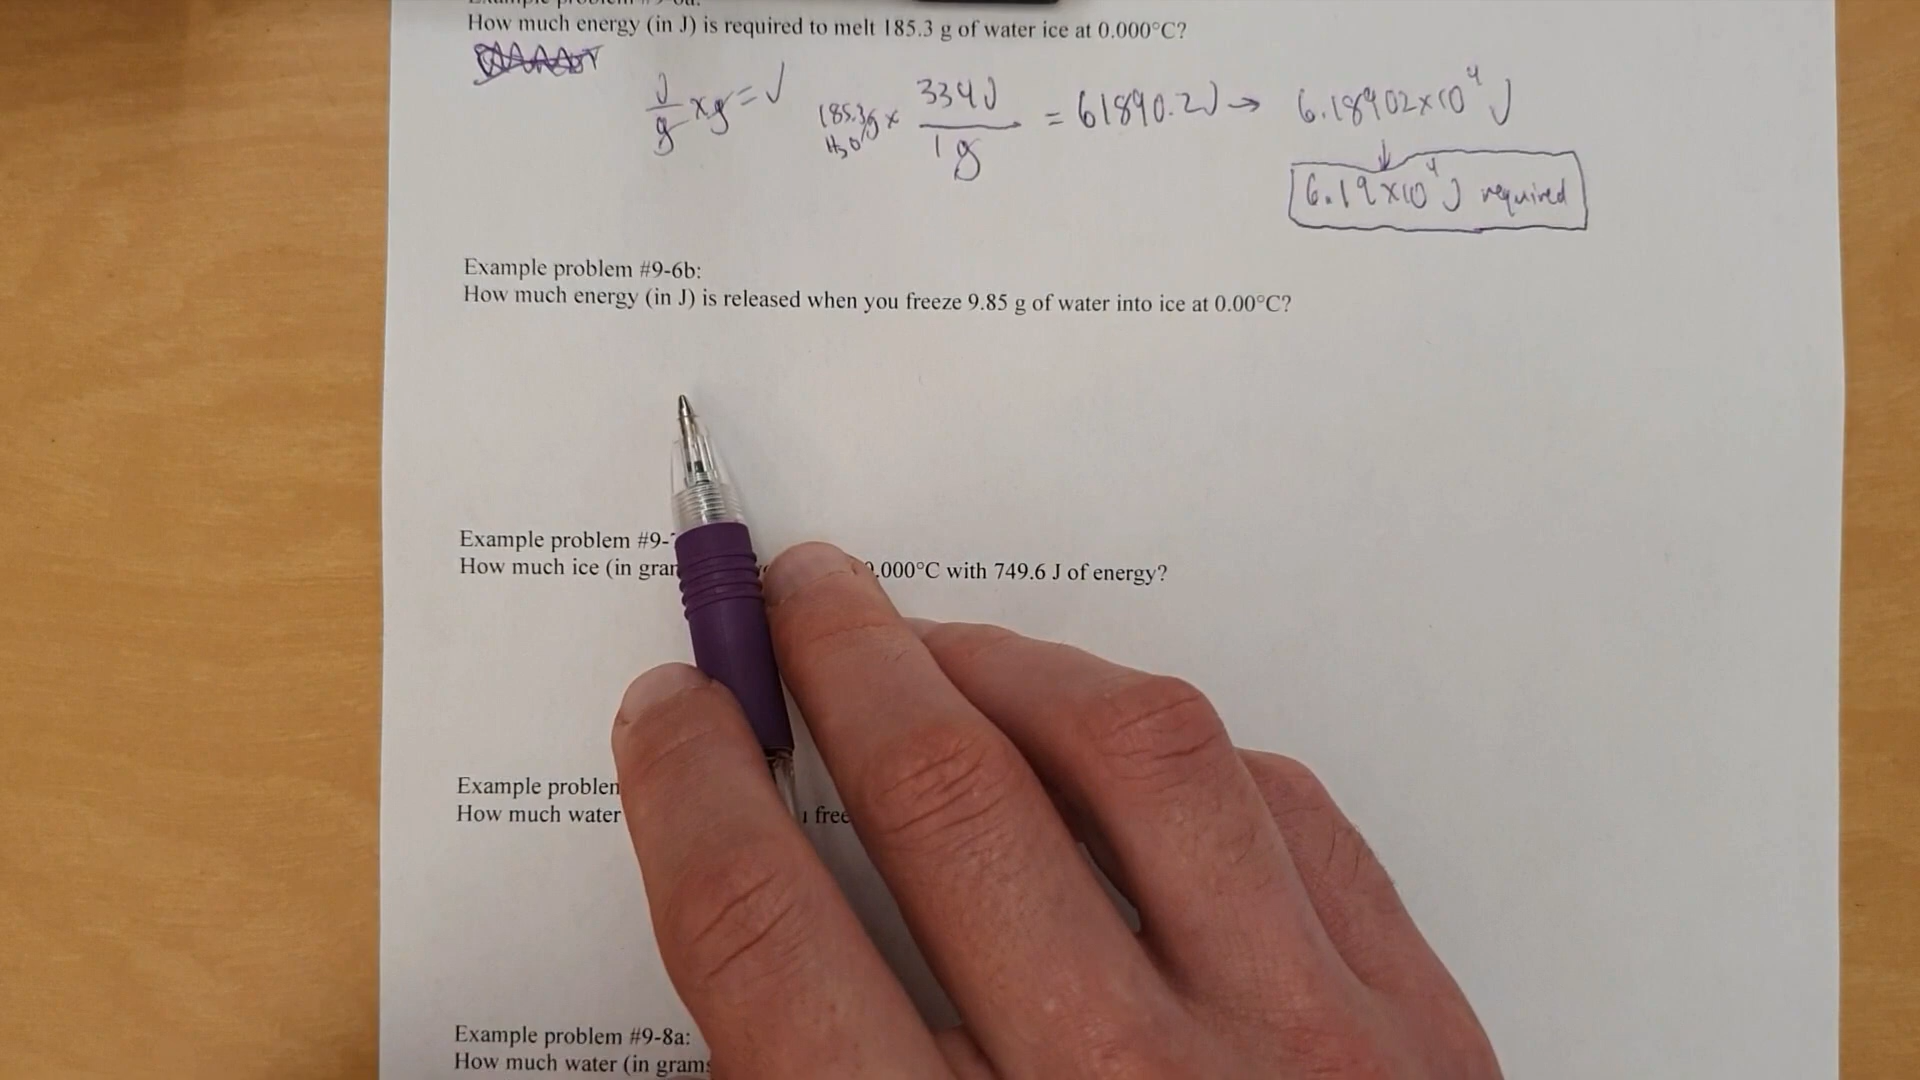 How much energy (in J) is required to melt 185.3 g of water ice at 0.000°C?
J/g x g = J 185.3g H2O x 334J/1g = 61890.2J → 6.18902x10^4 J
6.19x10^4 J required
Example problem #9-6b:
How much energy (in J) is released when you freeze 9.85 g of water into ice at 0.00°C?
Example problem #9-
How much ice (in .000°C with 749.6 J of energy?
Example
How much water
Example problem #9-8a:
How much water (in grams